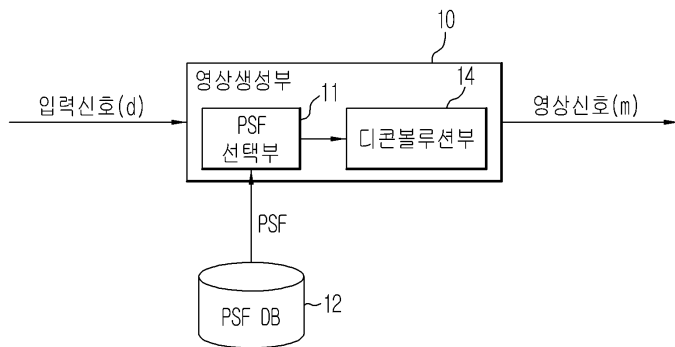 10
영상생성부
11
14
입력신호(d)
영상신호(m)
PSF
선택부
디콘볼루션부
PSF
PSF DB
12